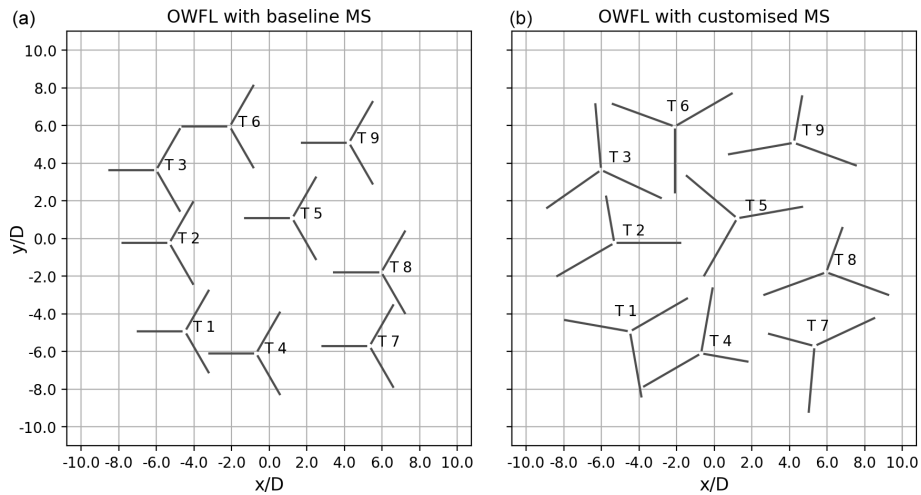 (a) OWFL with baseline MS
10.0
8.0
6.0
4.0
2.0
0.0
-2.0
-4.0
-6.0
-8.0
-10.0
y/D
T 6
T 9
T 3
T 5
T 2
T 8
T 1
T 4
T 7
-10.0 -8.0 -6.0 -4.0 -2.0 0.0 2.0 4.0 6.0 8.0 10.0
x/D
(b) OWFL with customised MS
T 6
T 9
T 3
T 5
T 2
T 8
T 1
T 7
T 4
-10.0 -8.0 -6.0 -4.0 -2.0 0.0 2.0 4.0 6.0 8.0 10.0
x/D